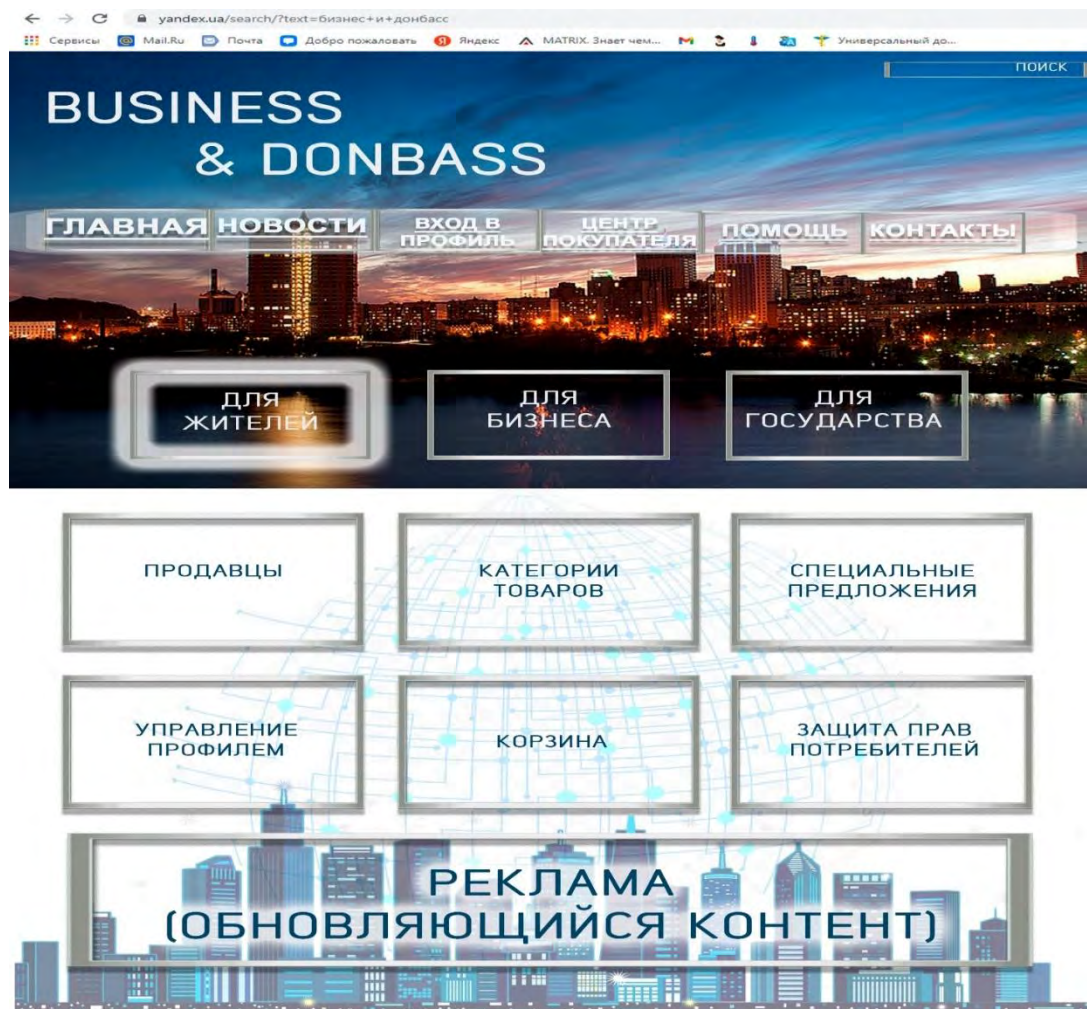 yandex.ua/search/?text=бизнес+и+донбасс
Сервисы Mail.Ru Почта Добро пожаловать Яндекс MATRIX. Знает чем... Универсальный до...
ПОИСК
BUSINESS
& DONBASS
ГЛАВНАЯ НОВОСТИ ВХОД В ПРОФИЛЬ ЦЕНТР ПОКУПАТЕЛЯ ПОМОЩЬ КОНТАКТЫ
ДЛЯ
ЖИТЕЛЕЙ
ДЛЯ
БИЗНЕСА
ДЛЯ
ГОСУДАРСТВА
ПРОДАВЦЫ
КАТЕГОРИИ
ТОВАРОВ
СПЕЦИАЛЬНЫЕ
ПРЕДЛОЖЕНИЯ
УПРАВЛЕНИЕ
ПРОФИЛЕМ
КОРЗИНА
ЗАЩИТА ПРАВ
ПОТРЕБИТЕЛЕЙ
РЕКЛАМА
(ОБНОВЛЯЮЩИЙСЯ КОНТЕНТ)